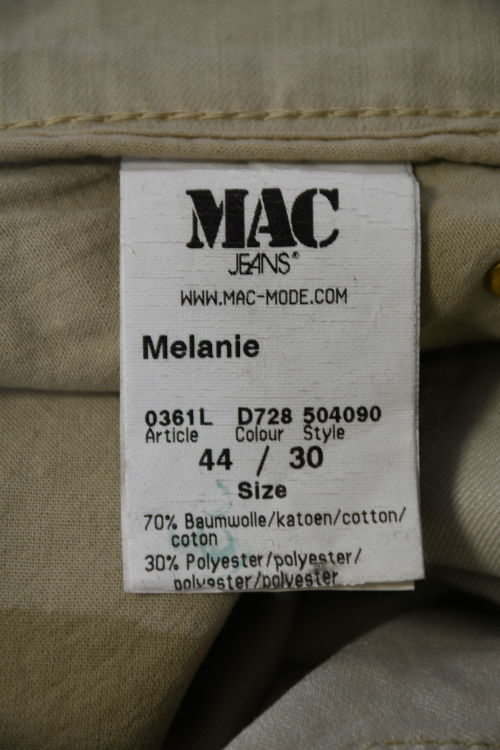 MAC
JEANS®
WWW.MAC-MODE.COM
Melanie
0361L D728 504090
Article Colour Style
44 / 30
Size
70% Baumwolle/katoen/cotton/
coton
30% Polyester/polyester/
polyester/polyester